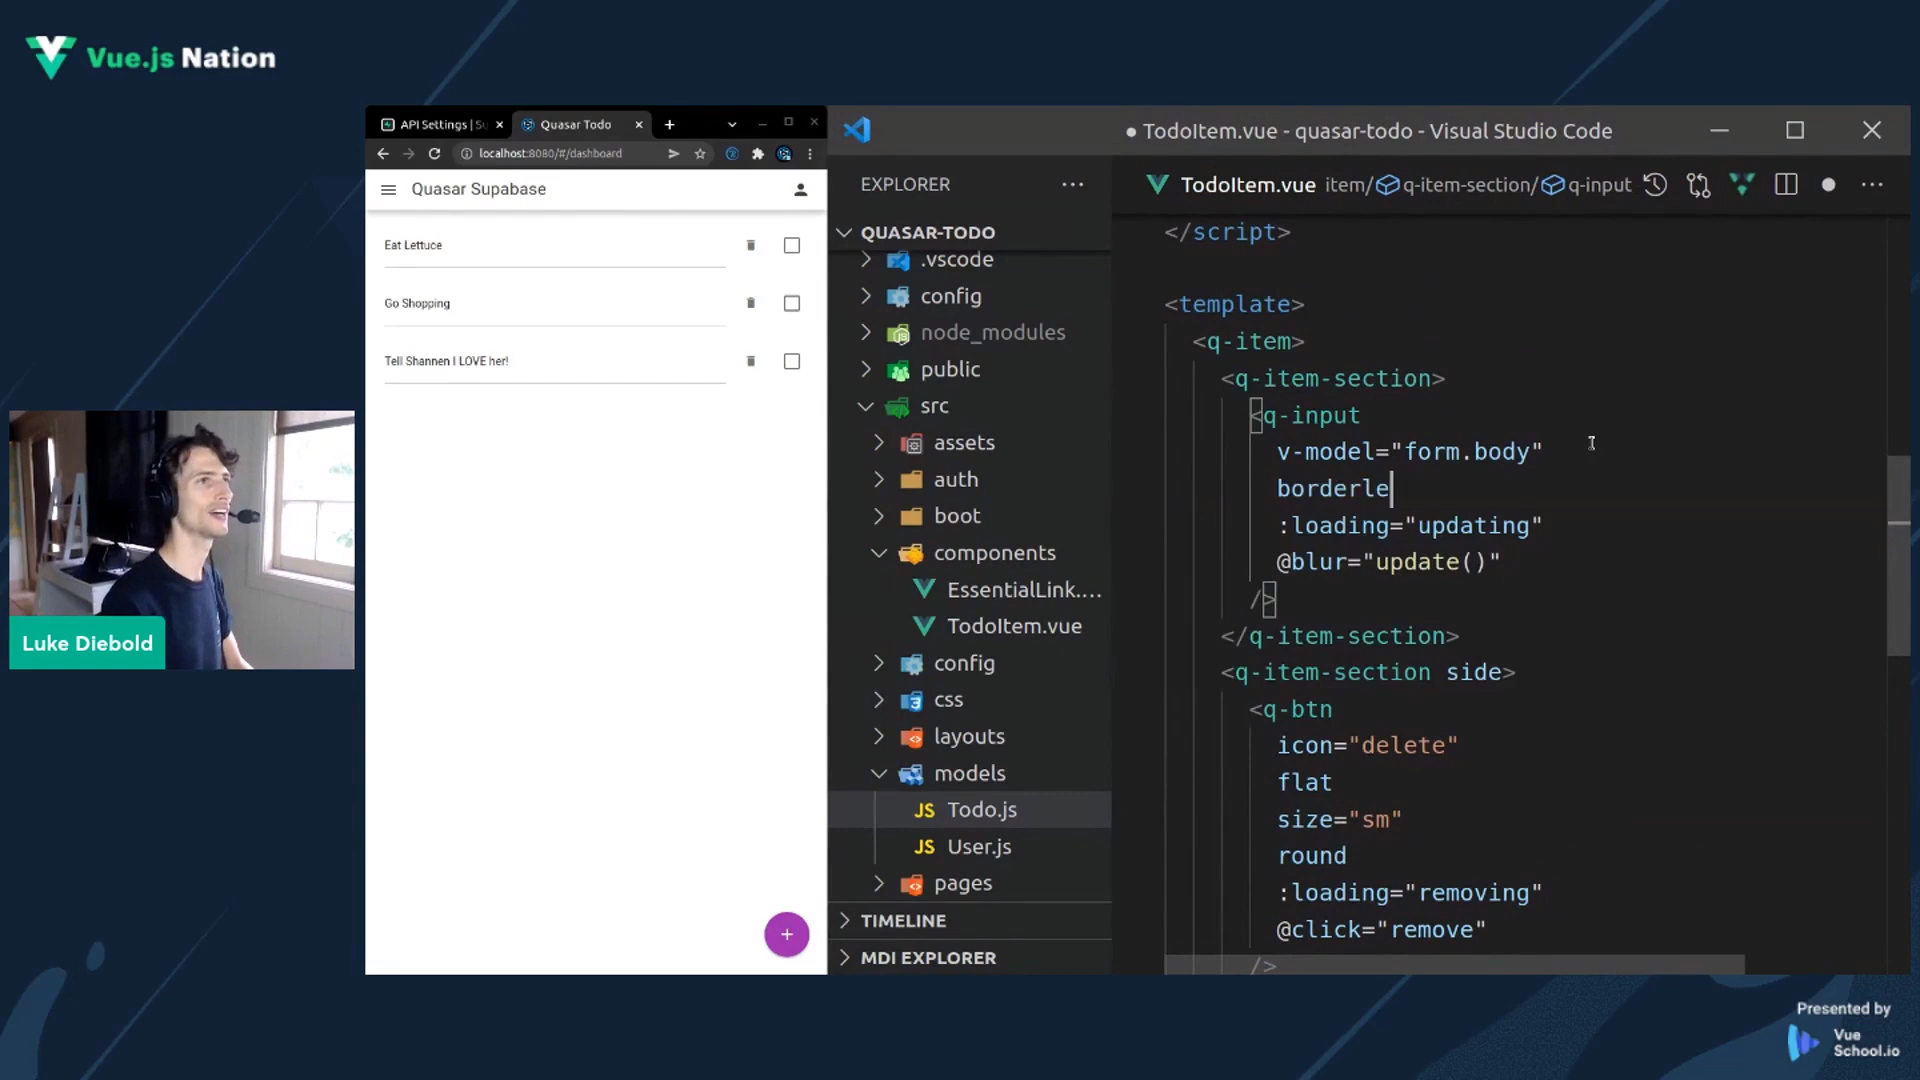 Vue.js Nation
API Settings | Su
Quasar Todo
localhost:8080/#/dashboard
Quasar Supabase
Eat Lettuce
Go Shopping
Tell Shannen I LOVE her!
+
Luke Diebold
● TodoItem.vue - quasar-todo - Visual Studio Code
EXPLORER
QUASAR-TODO
.vscode
config
node_modules
public
src
assets
auth
boot
components
EssentialLink....
TodoItem.vue
config
css
layouts
models
JS Todo.js
JS User.js
pages
TIMELINE
MDI EXPLORER
TodoItem.vue item/q-item-section/q-input
</script>
<template>
<q-item>
<q-item-section>
<q-input
v-model="form.body"
borderle
:loading="updating"
@blur="update()"
/>
</q-item-section>
<q-item-section side>
<q-btn
icon="delete"
flat
size="sm"
round
:loading="removing"
@click="remove"
/>
Presented by
Vue
School.io